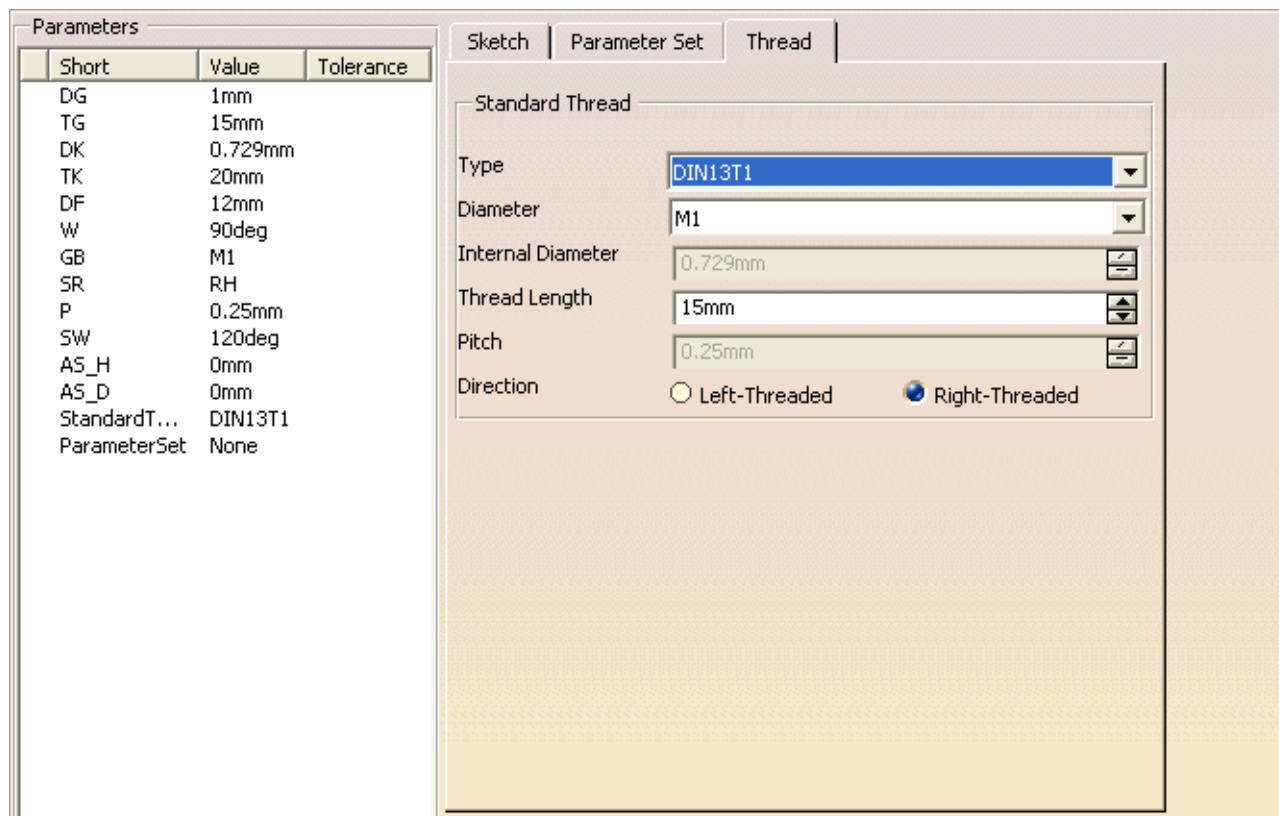 Parameters
Short Value Tolerance
DG 1mm
TG 15mm
DK 0.729mm
TK 20mm
DF 12mm
W 90deg
GB M1
SR RH
P 0.25mm
SW 120deg
AS_H 0mm
AS_D 0mm
StandardT... DIN13T1
ParameterSet None
Sketch Parameter Set Thread
Standard Thread
Type DIN13T1
Diameter M1
Internal Diameter 0.729mm
Thread Length 15mm
Pitch 0.25mm
Direction Left-Threaded Right-Threaded